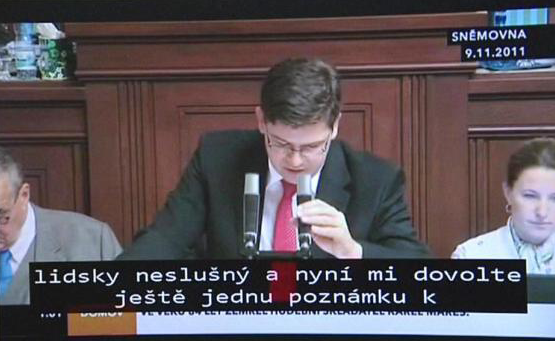 SNĚMOVNA
9.11.2011
lidsky neslušný a nyní mi dovolte
ještě jednu poznámku k
DOMOV VE VĚKU 84 LET ZEMŘEL HUDEBNÍ SKLADATEL KAREL MAREŠ.